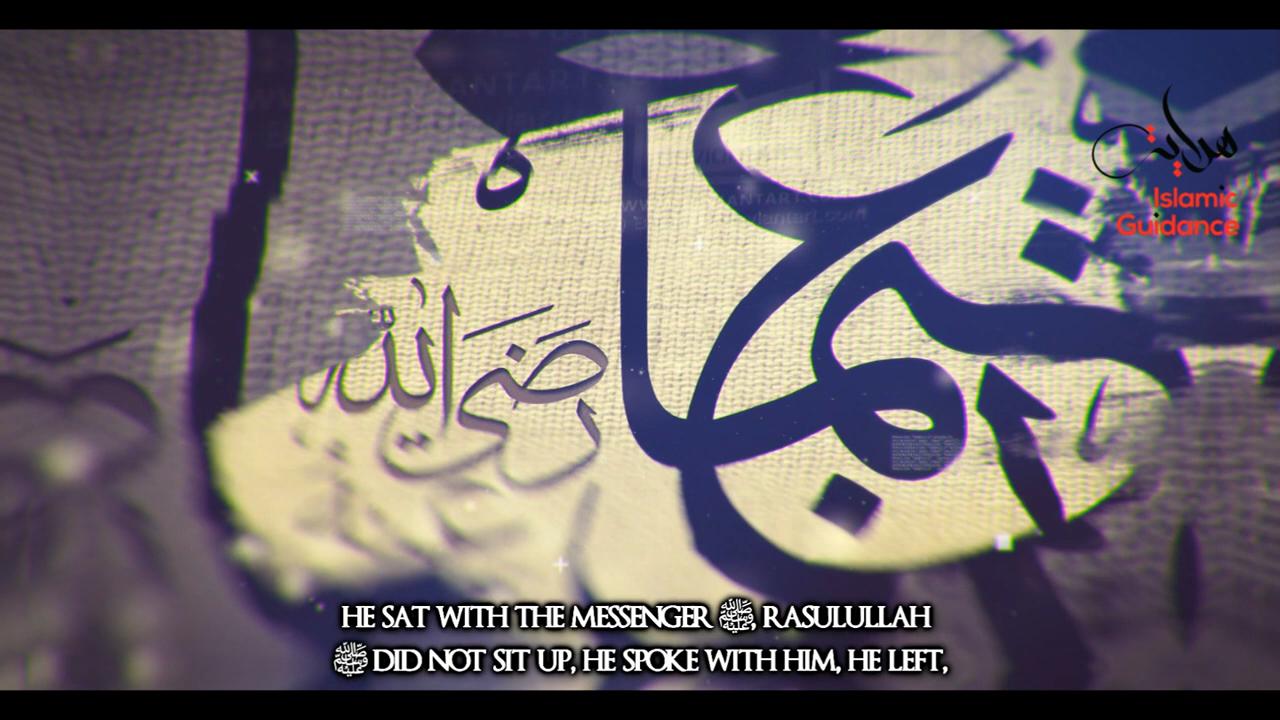 هداية
Islamic
Guidance
رضي الله
HE SAT WITH THE MESSENGER ﷺ, RASULULLAH
ﷺ DID NOT SIT UP, HE SPOKE WITH HIM, HE LEFT,